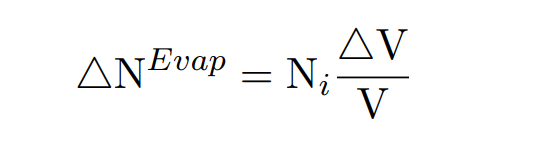 △N^{Evap} = N_i \frac{△V}{V}